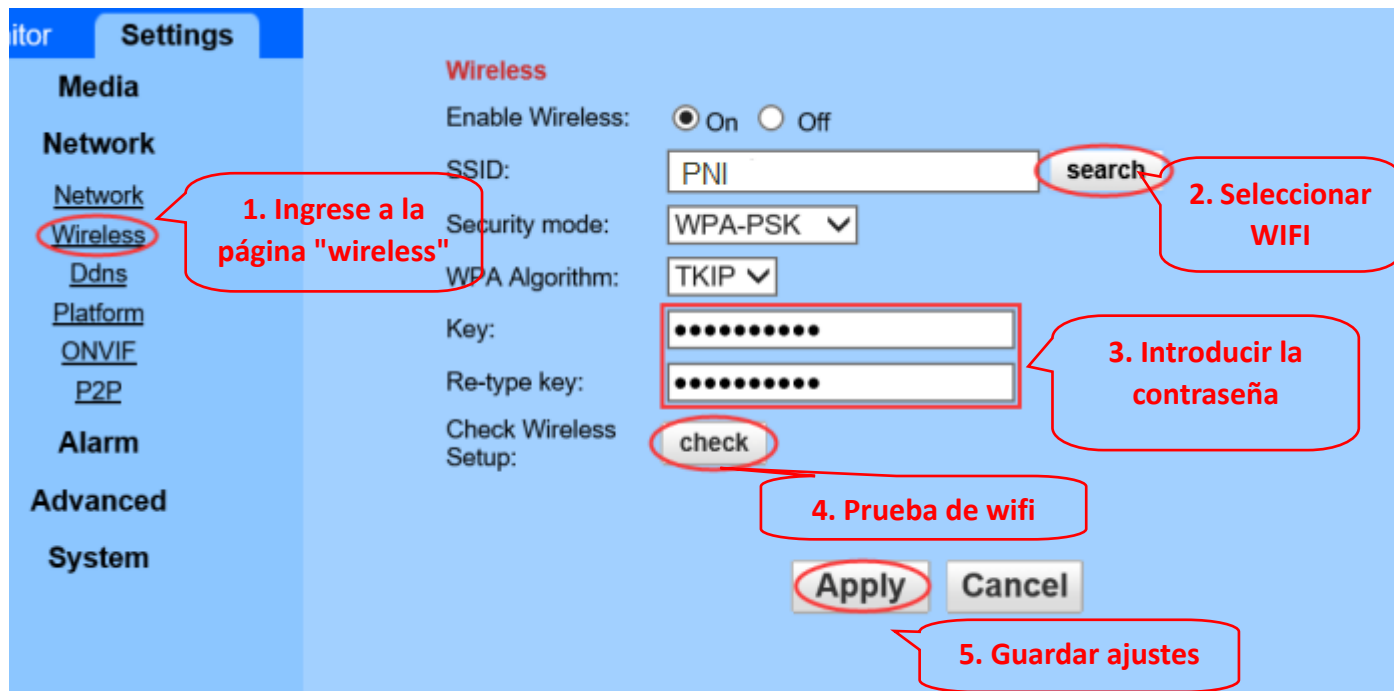 itor
Settings
Media
Network
Network
Wireless
Ddns
Platform
ONVIF
P2P
Alarm
Advanced
System
1. Ingrese a la
página "wireless"
Wireless
Enable Wireless: On Off
SSID: PNI search
2. Seleccionar
WIFI
Security mode: WPA-PSK
WPA Algorithm: TKIP
Key: ••••••••••
Re-type key: ••••••••••
3. Introducir la
contraseña
Check Wireless
Setup: check
4. Prueba de wifi
Apply Cancel
5. Guardar ajustes